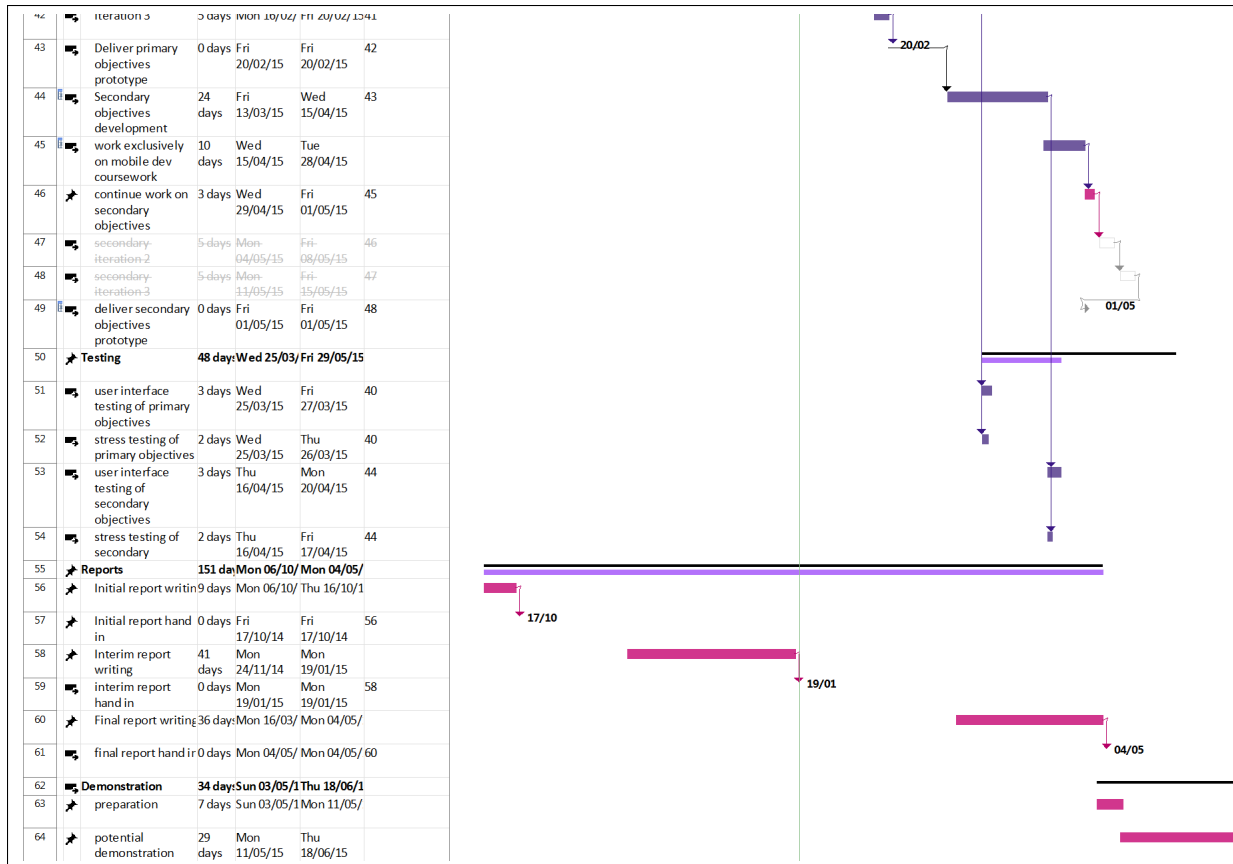 42 iteration 3 5 days Mon 16/02/ Fri 20/02/15 41
43 Deliver primary 0 days Fri Fri 42
20/02
objectives 20/02/15 20/02/15
prototype
44 Secondary 24 Fri Wed 43
objectives days 13/03/15 15/04/15
development
45 work exclusively 10 Wed Tue 44
on mobile dev days 15/04/15 28/04/15
coursework
46 continue work on 3 days Wed Fri 45
secondary 29/04/15 01/05/15
objectives
47 secondary 5 days Mon Fri 46
iteration 2 04/05/15 08/05/15
48 secondary 5 days Mon Fri 47
iteration 3 11/05/15 15/05/15
49 deliver secondary 0 days Fri Fri 48
01/05
objectives 01/05/15 01/05/15
prototype
50 Testing 48 days Wed 25/03/ Fri 29/05/15
51 user interface 3 days Wed Fri 40
testing of primary 25/03/15 27/03/15
objectives
52 stress testing of 2 days Wed Thu 40
primary objectives 25/03/15 26/03/15
53 user interface 3 days Thu Mon 44
testing of 16/04/15 20/04/15
secondary
objectives
54 stress testing of 2 days Thu Fri 44
secondary 16/04/15 17/04/15
55 Reports 151 day Mon 06/10/ Mon 04/05/
56 Initial report writin 9 days Mon 06/10/ Thu 16/10/1
17/10
57 Initial report hand 0 days Fri Fri 56
in 17/10/14 17/10/14
58 Interim report 41 Mon Mon
writing days 24/11/14 19/01/15
59 interim report 0 days Mon Mon 58
19/01
hand in 19/01/15 19/01/15
60 Final report writing 36 days Mon 16/03/ Mon 04/05/
61 final report hand in 0 days Mon 04/05/ Mon 04/05/ 60
04/05
62 Demonstration 34 days Sun 03/05/1 Thu 18/06/1
63 preparation 7 days Sun 03/05/1 Mon 11/05/
64 potential 29 Mon Thu
demonstration days 11/05/15 18/06/15